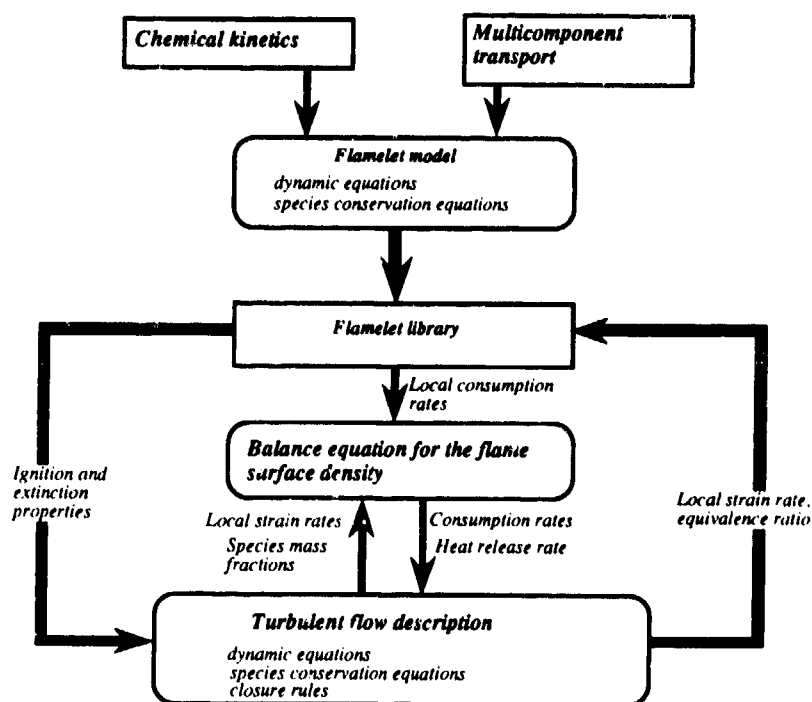 Chemical kinetics
Multicomponent
transport
Flamelet model
dynamic equations
species conservation equations
Flamelet library
Local consumption
rates
Balance equation for the flame
surface density
Ignition and
extinction
properties
Local strain rates
Species mass
fractions
Consumption rates
Heat release rate
Local strain rate,
equivalence ratio
Turbulent flow description
dynamic equations
species conservation equations
closure rules